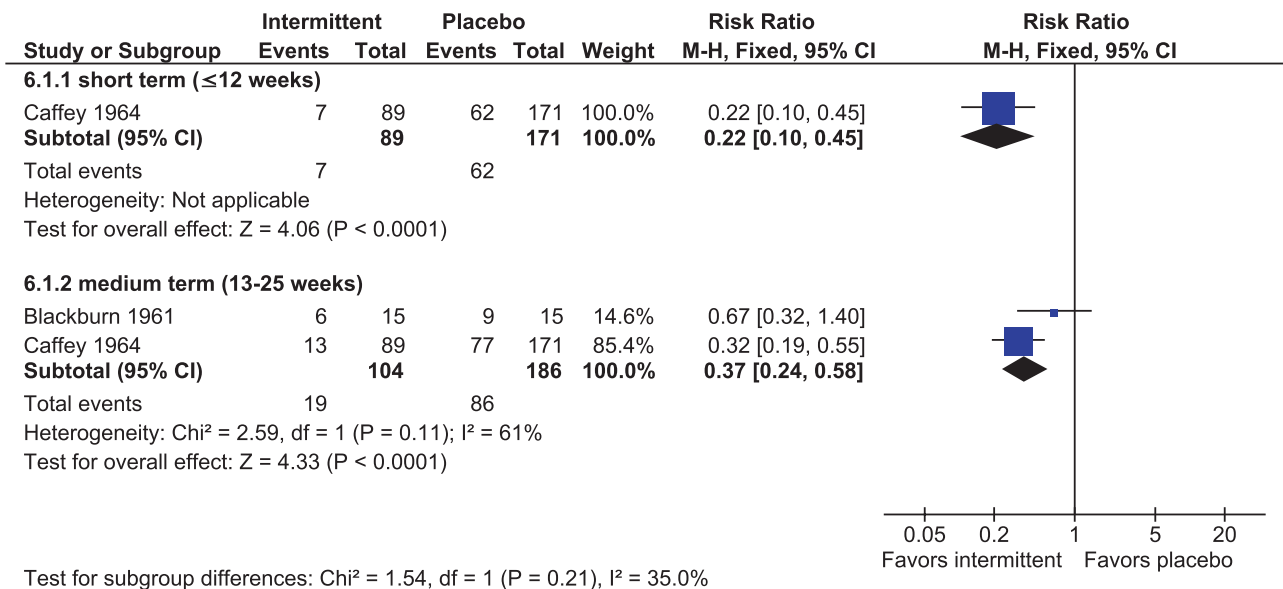 Intermittent Placebo Risk Ratio Risk Ratio
Study or Subgroup Events Total Events Total Weight M-H, Fixed, 95% CI M-H, Fixed, 95% CI
6.1.1 short term (≤12 weeks)
Caffey 1964 7 89 62 171 100.0% 0.22 [0.10, 0.45]
Subtotal (95% CI) 89 171 100.0% 0.22 [0.10, 0.45]
Total events 7 62
Heterogeneity: Not applicable
Test for overall effect: Z = 4.06 (P < 0.0001)
6.1.2 medium term (13-25 weeks)
Blackburn 1961 6 15 9 15 14.6% 0.67 [0.32, 1.40]
Caffey 1964 13 89 77 171 85.4% 0.32 [0.19, 0.55]
Subtotal (95% CI) 104 186 100.0% 0.37 [0.24, 0.58]
Total events 19 86
Heterogeneity: Chi² = 2.59, df = 1 (P = 0.11); I² = 61%
Test for overall effect: Z = 4.33 (P < 0.0001)
0.05 0.2 1 5 20
Favors intermittent Favors placebo
Test for subgroup differences: Chi² = 1.54, df = 1 (P = 0.21), I² = 35.0%